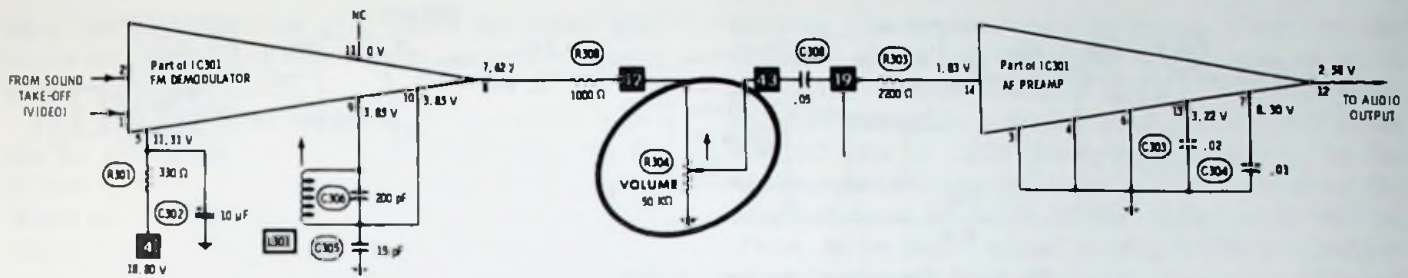 FROM SOUND
TAKE-OFF
(VIDEO)
2
1
Part of IC301
FM DEMODULATOR
NC
11
0 V
5
11.31 V
R301
330 Ω
C302
10 µF
4
18.80 V
9
3.85 V
10
3.85 V
C306
200 pF
L301
C305
15 pF
7.62 V
8
R308
1000 Ω
12
R304
VOLUME
50 KΩ
C308
.05
19
R303
2200 Ω
1.83 V
14
Part of IC301
AF PREAMP
3
4
6
13
3.22 V
7
8.30 V
C303
.02
C304
2.58 V
12
TO AUDIO
OUTPUT